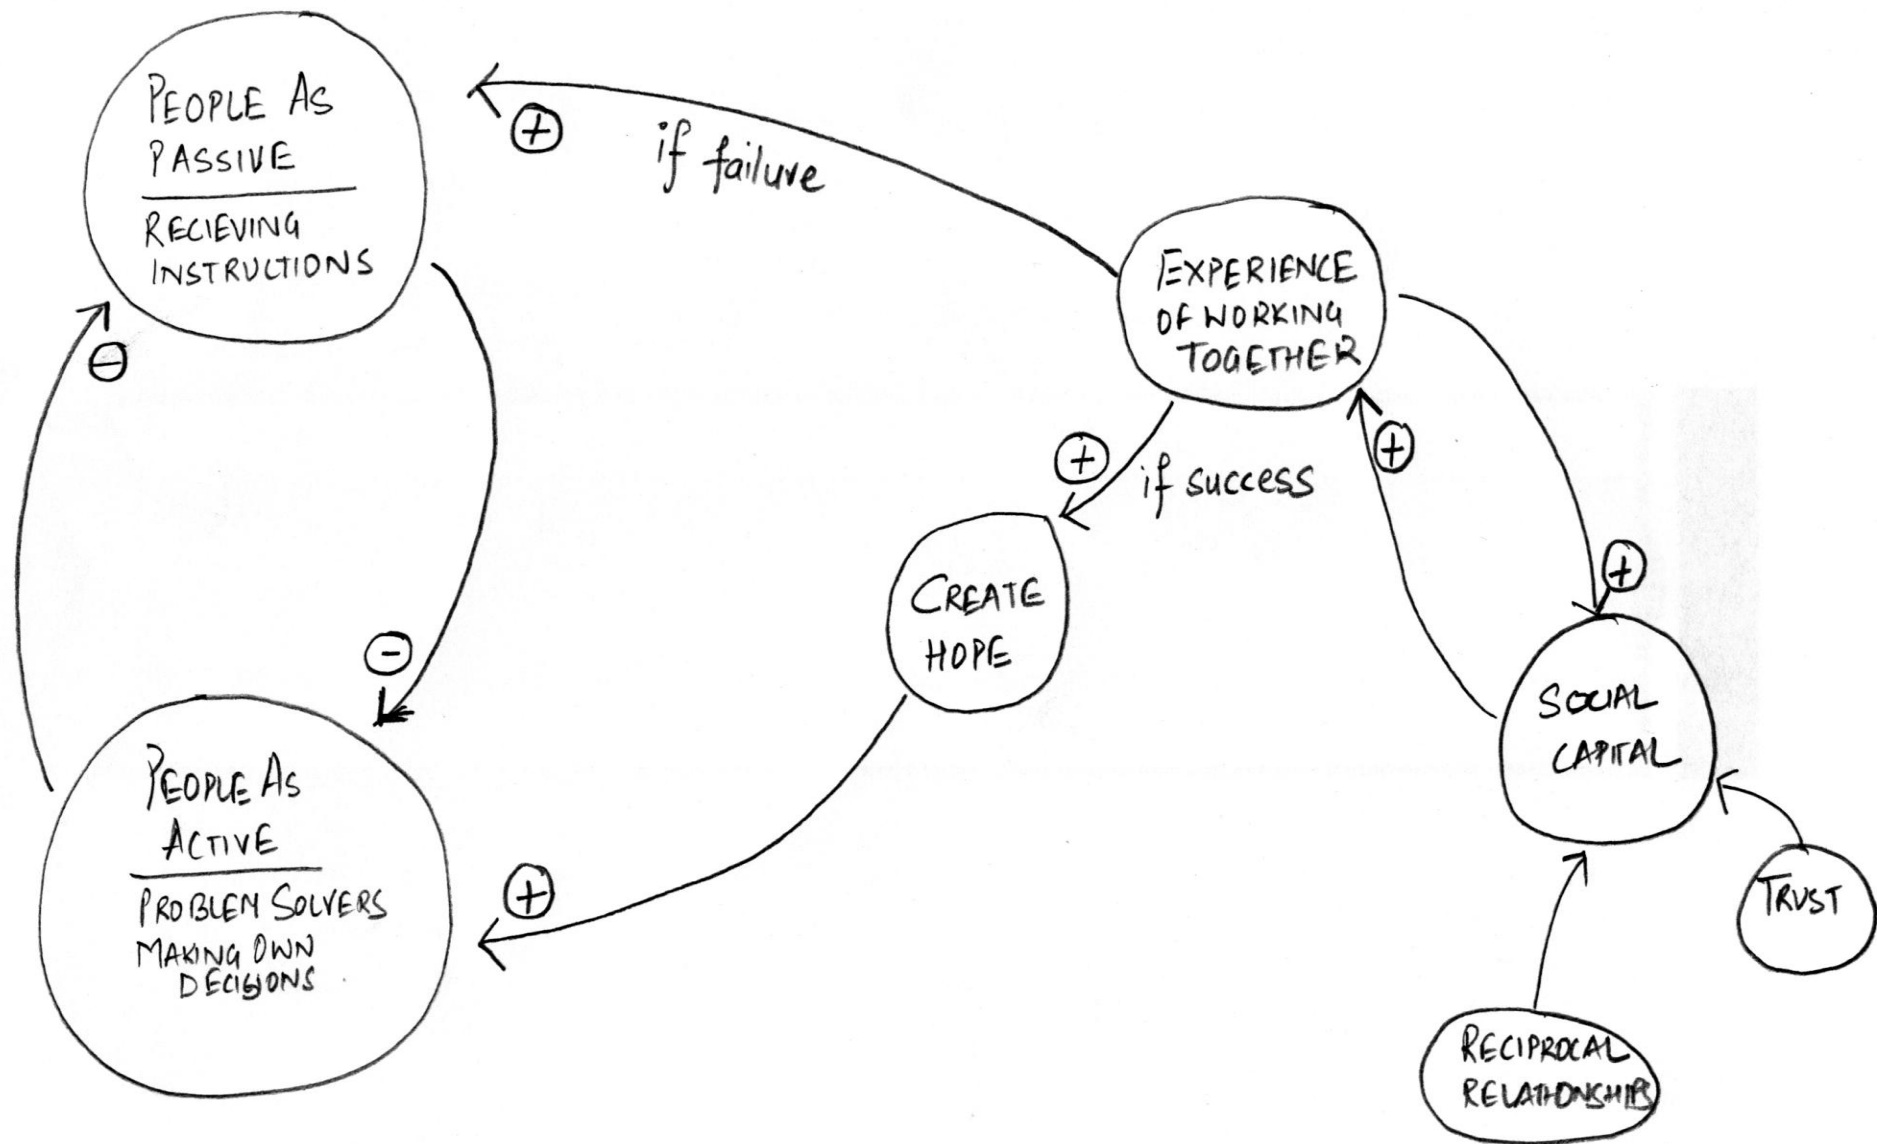 PEOPLE AS
PASSIVE
RECIEVING
INSTRUCTIONS
⊕
if failure
EXPERIENCE
OF WORKING
TOGETHER
⊖
⊕
if success
⊕
⊕
CREATE
HOPE
⊖
SOCIAL
CAPITAL
PEOPLE AS
ACTIVE
PROBLEM SOLVERS
MAKING OWN
DECISIONS
⊕
TRUST
RECIPROCAL
RELATIONSHIPS